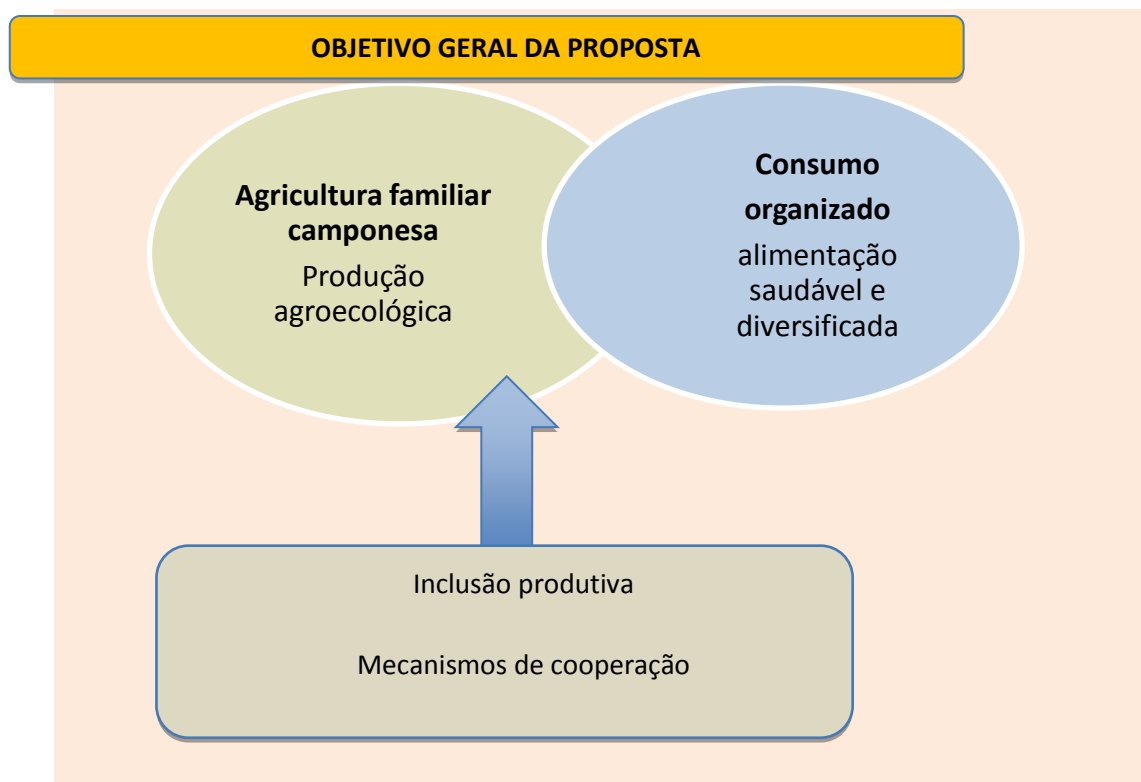 OBJETIVO GERAL DA PROPOSTA
Agricultura familiar
camponesa
Produção
agroecológica
Consumo
organizado
alimentação
saudável e
diversificada
Inclusão produtiva
Mecanismos de cooperação